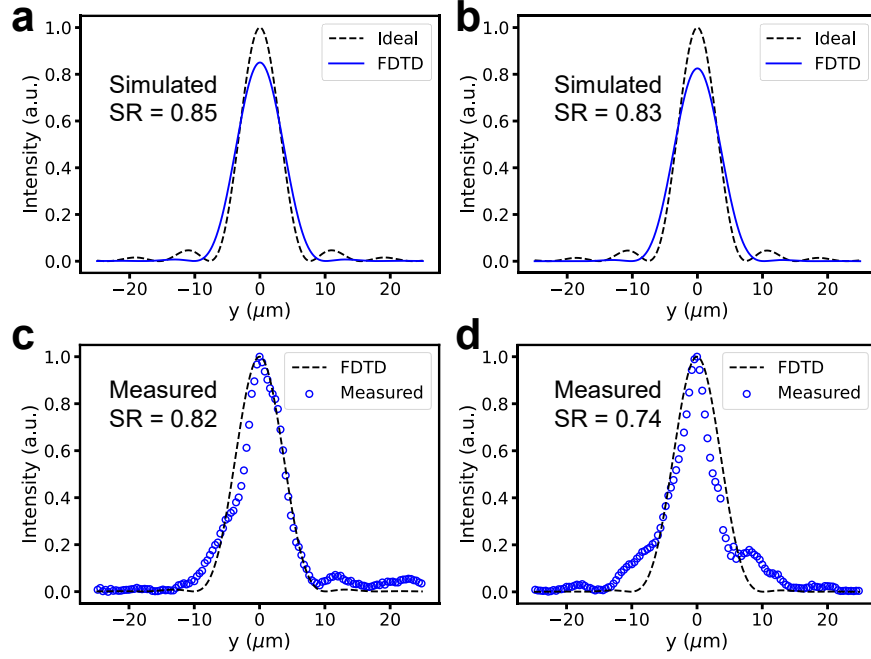 a
Ideal
FDTD
Simulated
SR = 0.85
Intensity (a.u.)
1.0
0.8
0.6
0.4
0.2
0.0
−20
−10
0
10
20
y (μm)
b
Ideal
FDTD
Simulated
SR = 0.83
Intensity (a.u.)
1.0
0.8
0.6
0.4
0.2
0.0
−20
−10
0
10
20
y (μm)
c
FDTD
Measured
Measured
SR = 0.82
Intensity (a.u.)
1.0
0.8
0.6
0.4
0.2
0.0
−20
−10
0
10
20
y (μm)
d
FDTD
Measured
Measured
SR = 0.74
Intensity (a.u.)
1.0
0.8
0.6
0.4
0.2
0.0
−20
−10
0
10
20
y (μm)